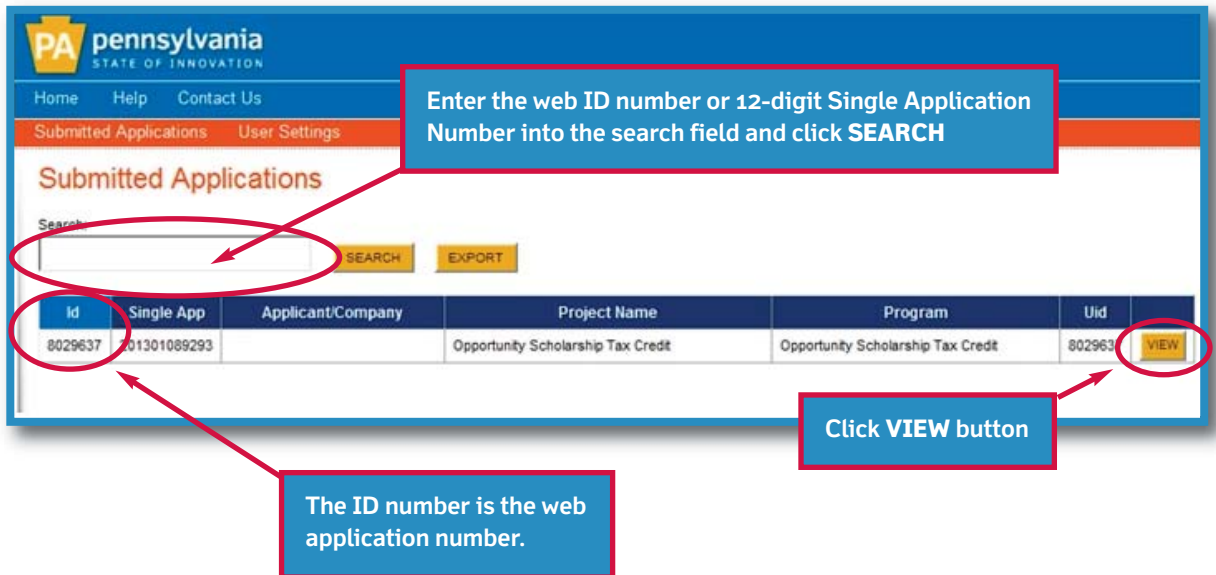 PA pennsylvania
STATE OF INNOVATION
Home Help Contact Us
Enter the web ID number or 12-digit Single Application
Number into the search field and click SEARCH
Submitted Applications User Settings
Submitted Applications
Search:
SEARCH EXPORT
Id Single App Applicant/Company Project Name Program Uid
8029637 201301089293 Opportunity Scholarship Tax Credit Opportunity Scholarship Tax Credit 802963 VIEW
Click VIEW button
The ID number is the web
application number.